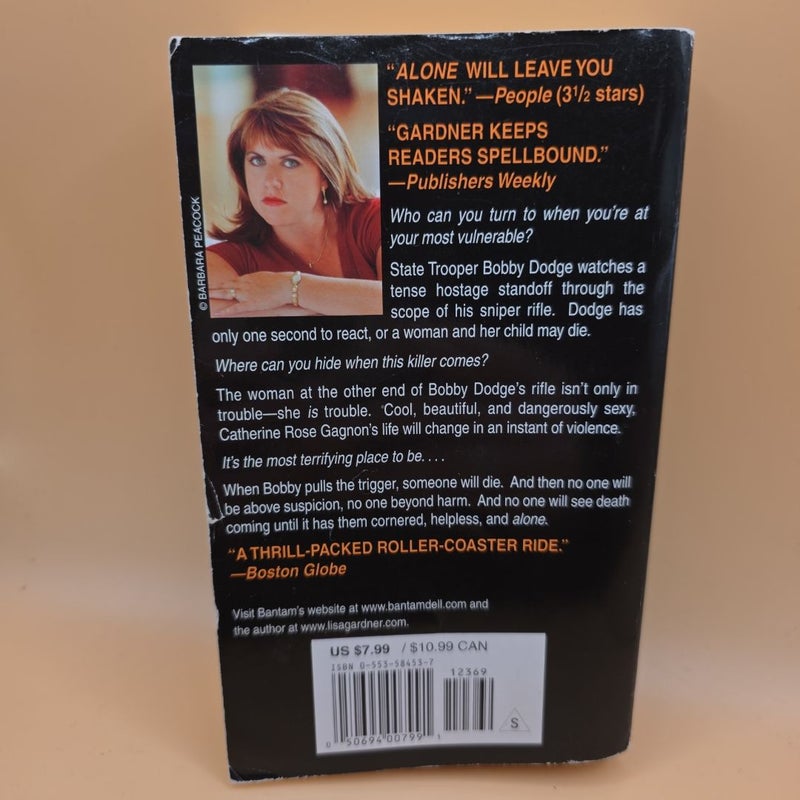 "ALONE WILL LEAVE YOU
SHAKEN." —People (3 1/2 stars)
"GARDNER KEEPS
READERS SPELLBOUND."
—Publishers Weekly
© BARBARA PEACOCK
Who can you turn to when you're at
your most vulnerable?
State Trooper Bobby Dodge watches a
tense hostage standoff through the
scope of his sniper rifle. Dodge has
only one second to react, or a woman and her child may die.
Where can you hide when this killer comes?
The woman at the other end of Bobby Dodge's rifle isn't only in
trouble—she is trouble. Cool, beautiful, and dangerously sexy,
Catherine Rose Gagnon's life will change in an instant of violence.
It's the most terrifying place to be. . . .
When Bobby pulls the trigger, someone will die. And then no one will
be above suspicion, no one beyond harm. And no one will see death
coming until it has them cornered, helpless, and alone.
"A THRILL-PACKED ROLLER-COASTER RIDE."
—Boston Globe
Visit Bantam's website at www.bantamdell.com and
the author at www.lisagardner.com.
US $7.99 / $10.99 CAN
ISBN 0-553-58453-7
12369
S
0 50694 00799 1